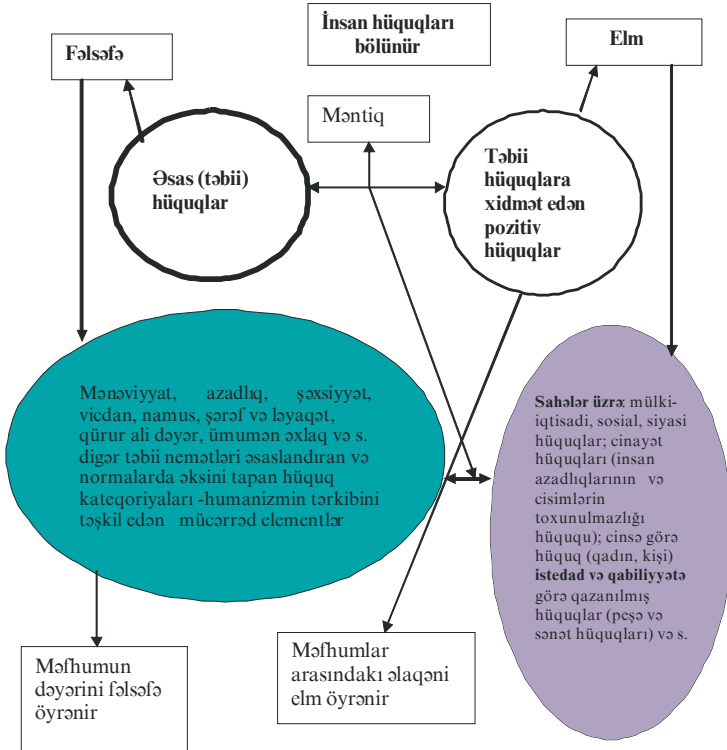 İnsan hüquqları
bölünür
Fəlsəfə
Elm
Məntiq
Əsas (təbii)
hüquqlar
Təbii
hüquqlara
xidmət edən
pozitiv
hüquqlar
Mənəviyyat, azadlıq, şəxsiyyət,
vicdan, namus, şərəf və ləyaqət,
qürur ali dəyər, ümumən əxlaq və s.
digər təbii nemətləri əsaslandıran və
normalarda əksini tapan hüquq
kateqoriyaları -humanizmin tərkibini
təşkil edən mücərrəd elementlər
Sahələr üzrə: mülki-
iqtisadi, sosial, siyasi
hüquqlar; cinayət
hüquqları (insan
azadlıqlarının və
cisimlərin
toxunulmazlığı
hüququ); cinsə görə
hüquq (qadın, kişi)
istedad və qabiliyyətə
görə qazanılmış
hüquqlar (peşə və
sənət hüquqları) və s.
Məfhumun
dəyərini fəlsəfə
öyrənir
Məfhumlar
arasındakı əlaqəni
elm öyrənir